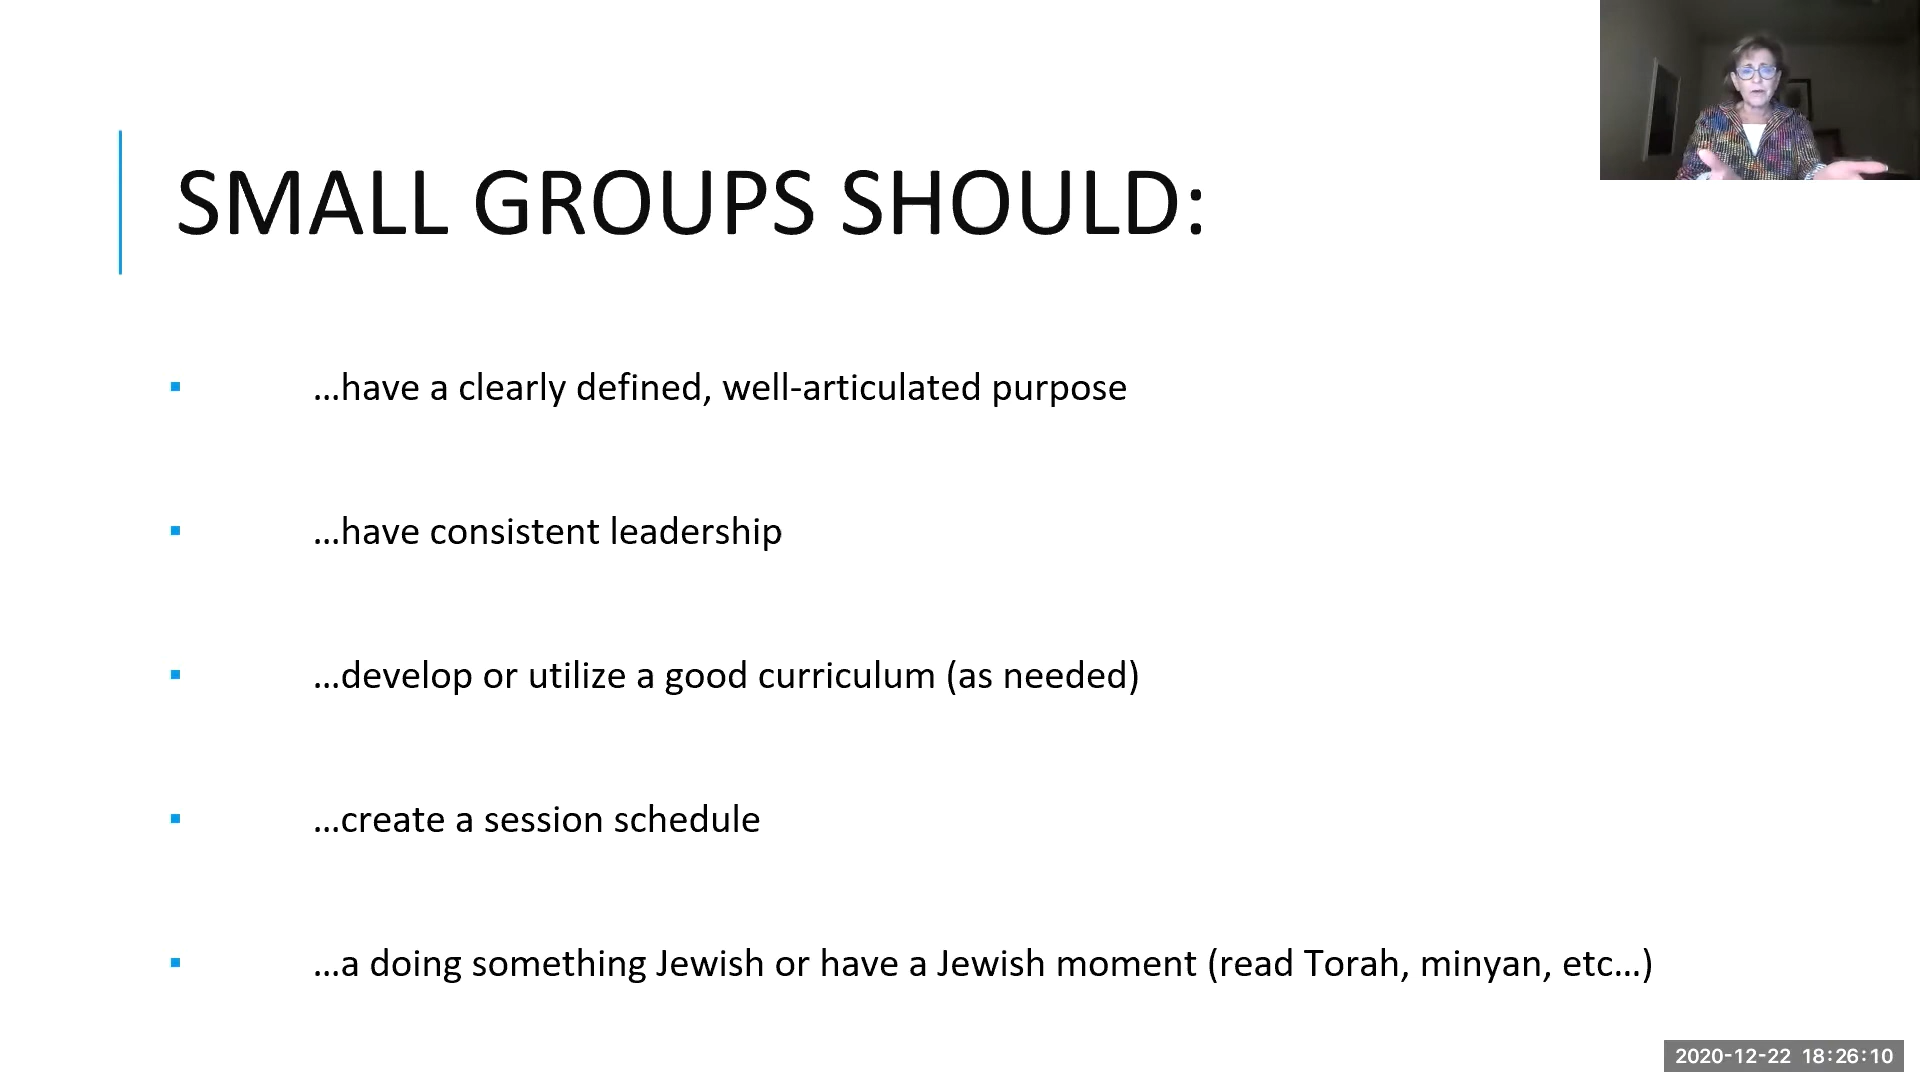 SMALL GROUPS SHOULD:
▪ …have a clearly defined, well-articulated purpose
▪ …have consistent leadership
▪ …develop or utilize a good curriculum (as needed)
▪ …create a session schedule
▪ …a doing something Jewish or have a Jewish moment (read Torah, minyan, etc…)
2020-12-22 18:26:10